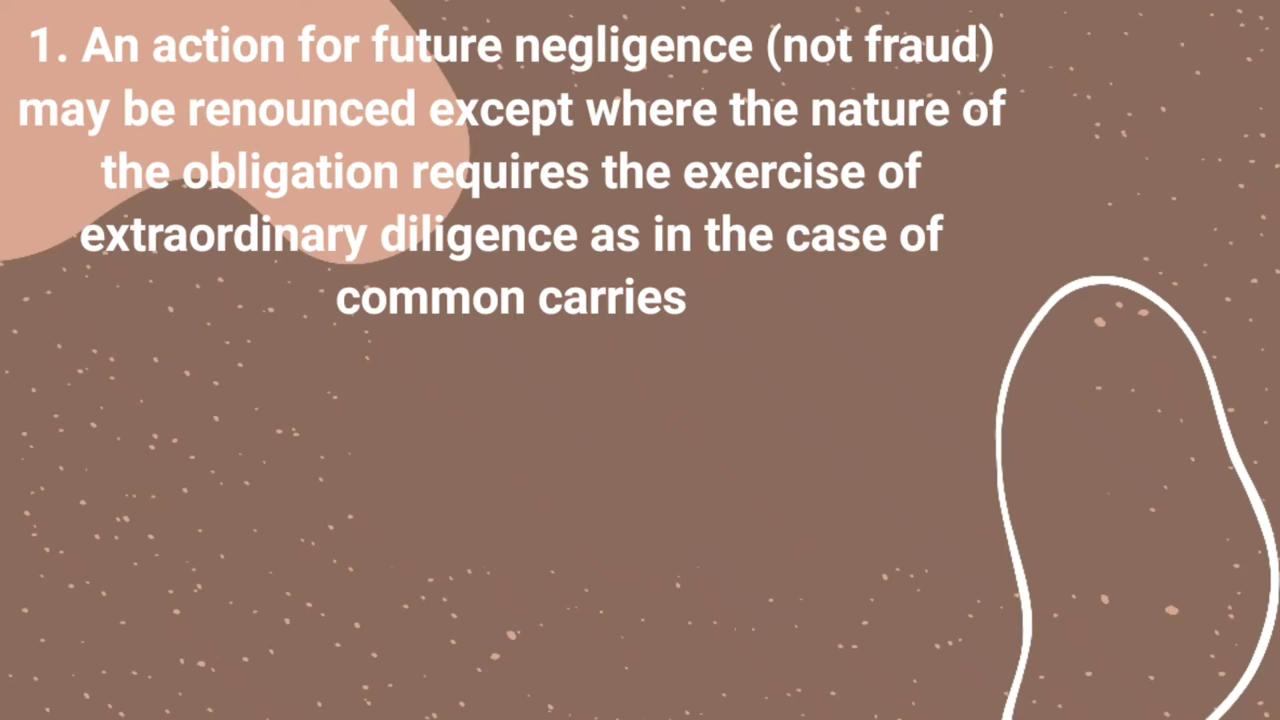 1. An action for future negligence (not fraud)
may be renounced except where the nature of
the obligation requires the exercise of
extraordinary diligence as in the case of
common carries